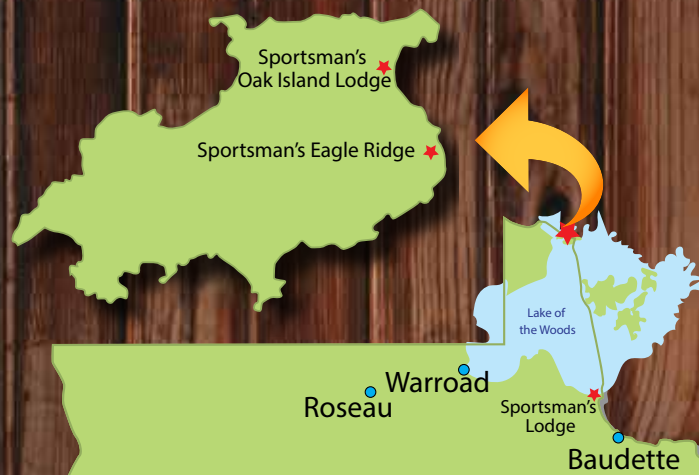 Sportsman's
Oak Island Lodge
Sportsman's Eagle Ridge
Lake of
the Woods
Warroad
Roseau
Sportsman's
Lodge
Baudette